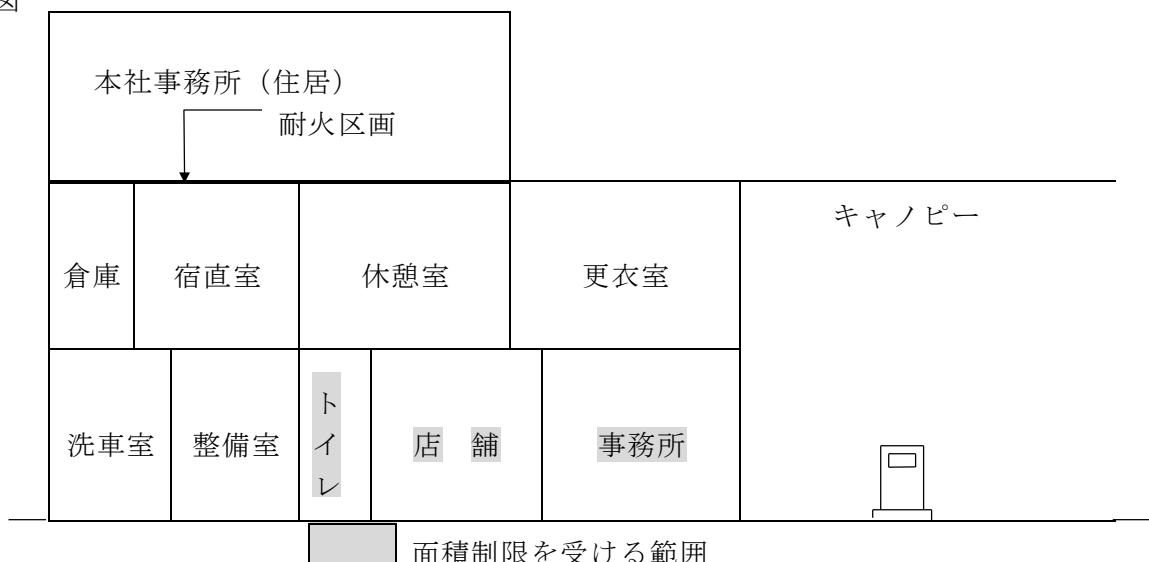 図
本社事務所（住居）
耐火区画
キャノピー
倉庫
宿直室
休憩室
更衣室
洗車室
整備室
トイレ
店　舗
事務所
面積制限を受ける範囲